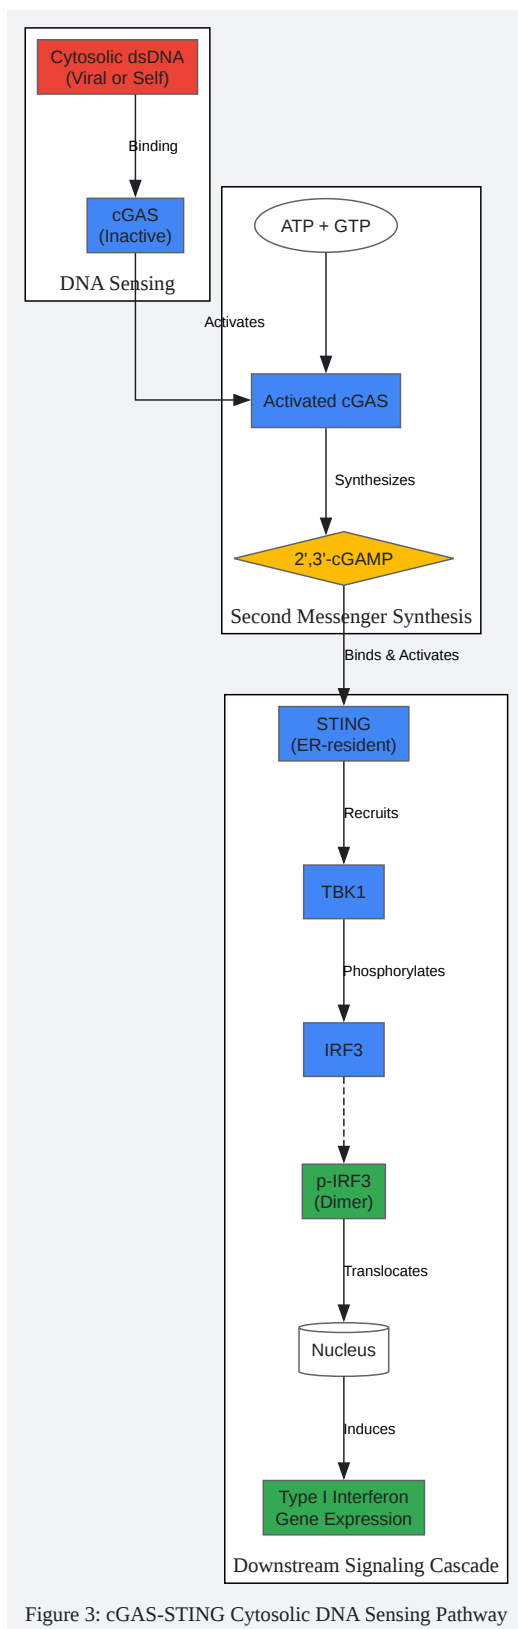 Cytosolic dsDNA
(Viral or Self)
Binding
cGAS
(Inactive)
DNA Sensing
ATP + GTP
Activates
Activated cGAS
Synthesizes
2',3'-cGAMP
Second Messenger Synthesis
Binds & Activates
STING
(ER-resident)
Recruits
TBK1
Phosphorylates
IRF3
p-IRF3
(Dimer)
Translocates
Nucleus
Induces
Type I Interferon
Gene Expression
Downstream Signaling Cascade
Figure 3: cGAS-STING Cytosolic DNA Sensing Pathway